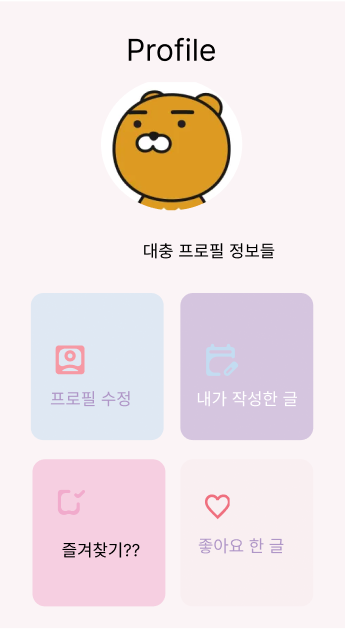 Profile
대충 프로필 정보들
프로필 수정
내가 작성한 글
즐겨찾기??
좋아요 한 글